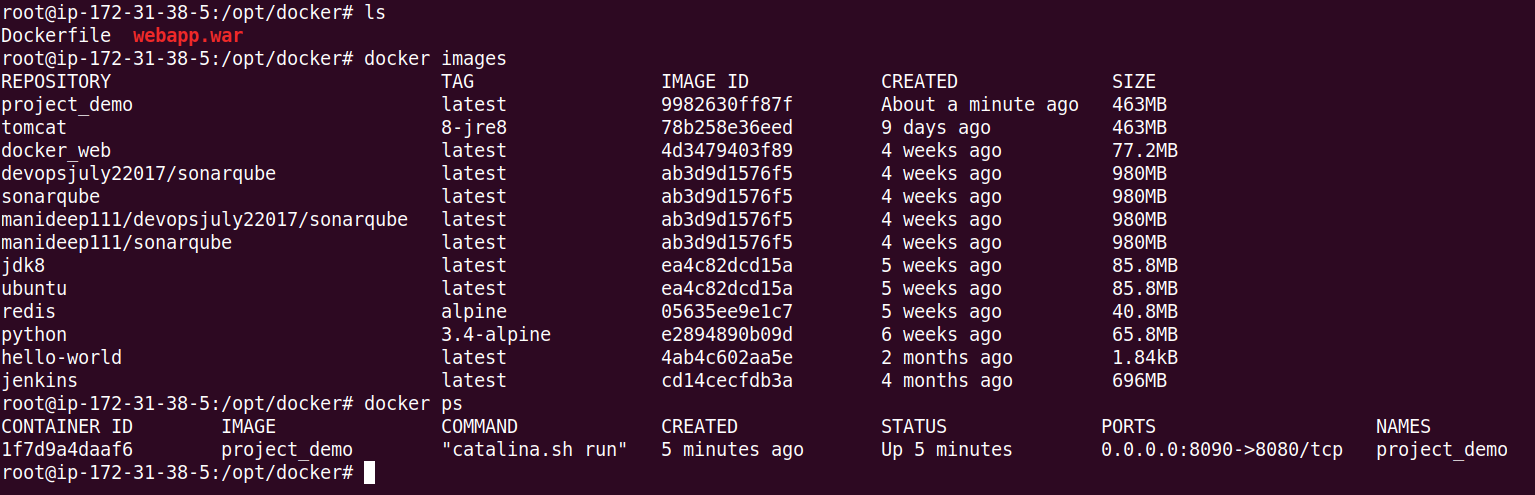 root@ip-172-31-38-5:/opt/docker# ls
Dockerfile  webapp.war
root@ip-172-31-38-5:/opt/docker# docker images
REPOSITORY                              TAG                 IMAGE ID            CREATED              SIZE
project_demo                            latest              9982630ff87f        About a minute ago   463MB
tomcat                                  8-jre8              78b258e36eed        9 days ago           463MB
docker_web                              latest              4d3479403f89        4 weeks ago          77.2MB
devopsjuly22017/sonarqube               latest              ab3d9d1576f5        4 weeks ago          980MB
sonarqube                               latest              ab3d9d1576f5        4 weeks ago          980MB
manideep111/devopsjuly22017/sonarqube   latest              ab3d9d1576f5        4 weeks ago          980MB
manideep111/sonarqube                   latest              ab3d9d1576f5        4 weeks ago          980MB
jdk8                                    latest              ea4c82dcd15a        5 weeks ago          85.8MB
ubuntu                                  latest              ea4c82dcd15a        5 weeks ago          85.8MB
redis                                   alpine              05635ee9e1c7        5 weeks ago          40.8MB
python                                  3.4-alpine          e2894890b09d        6 weeks ago          65.8MB
hello-world                             latest              4ab4c602aa5e        2 months ago         1.84kB
jenkins                                 latest              cd14cecfdb3a        4 months ago         696MB
root@ip-172-31-38-5:/opt/docker# docker ps
CONTAINER ID        IMAGE               COMMAND             CREATED             STATUS              PORTS                    NAMES
1f7d9a4daaf6        project_demo        "catalina.sh run"   5 minutes ago       Up 5 minutes        0.0.0.0:8090->8080/tcp   project_demo
root@ip-172-31-38-5:/opt/docker#